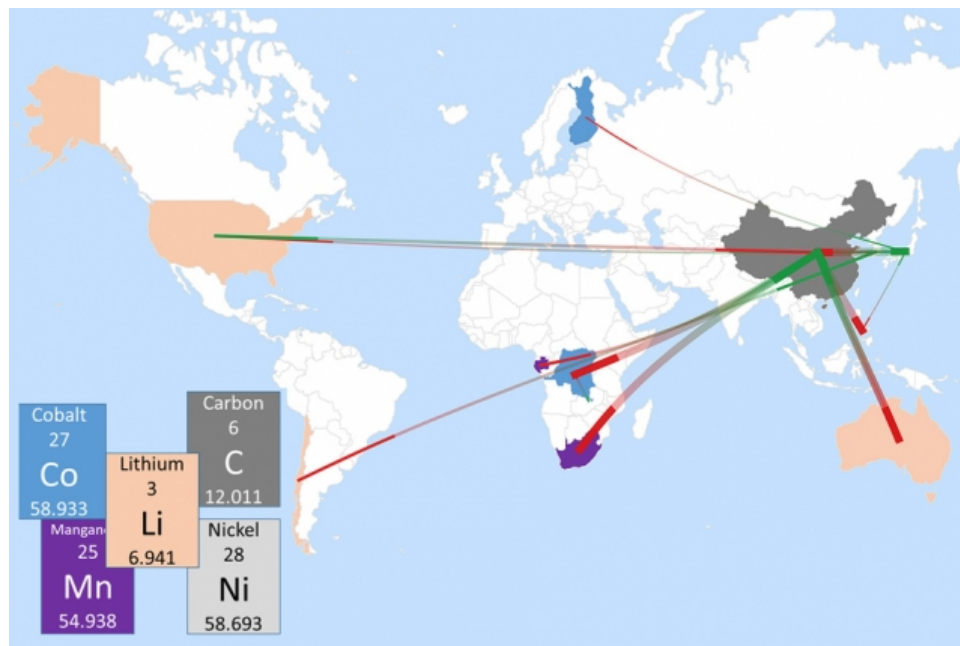 Cobalt
27
Co
58.933
Carbon
6
C
12.011
Lithium
3
Li
6.941
Mangane
25
Mn
54.938
Nickel
28
Ni
58.693